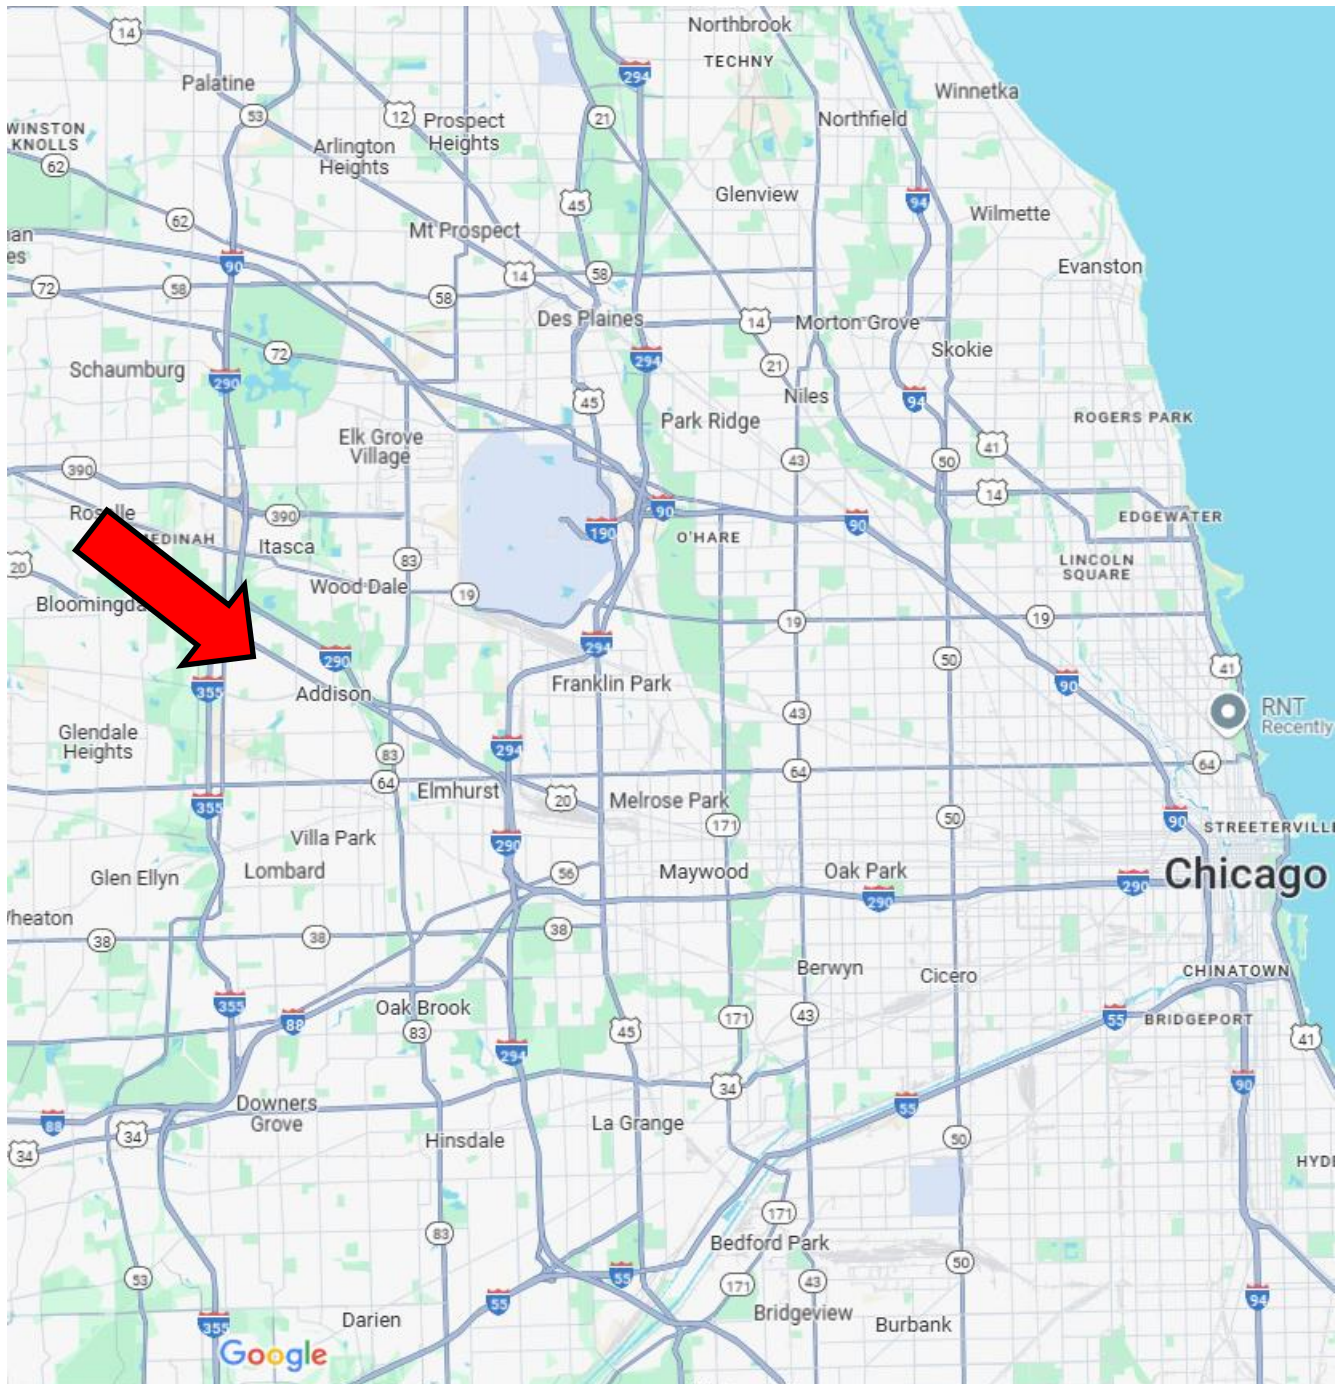 Northbrook
14
TECHNY
294
Palatine
Winnetka
53
12
Prospect
Heights
21
Northfield
WINSTON
KNOLLS
Arlington
Heights
62
Glenview
45
94
Wilmette
62
Mt Prospect
90
14
58
Evanston
72
58
58
Des Plaines
14
Morton Grove
Skokie
72
294
21
Schaumburg
290
Niles
94
45
Park Ridge
ROGERS PARK
Elk Grove
Village
41
390
43
50
14
390
190
90
90
EDGEWATER
O'HARE
Itasca
83
LINCOLN
SQUARE
20
Wood Dale
19
19
19
294
290
50
41
355
Addison
Franklin Park
90
43
RNT
Recently
Glendale
Heights
294
83
64
64
64
Elmhurst
20
Melrose Park
355
171
50
90
Villa Park
290
Lombard
56
Maywood
Oak Park
Glen Ellyn
290
290
Chicago
38
38
38
Berwyn
Cicero
CHINATOWN
355
Oak Brook
88
83
45
171
43
55
BRIDGEPORT
41
294
34
90
Downers
Grove
55
88
34
La Grange
50
34
Hinsdale
171
83
Bedford Park
53
55
171
43
50
55
Bridgeview
94
355
Darien
Burbank
Google